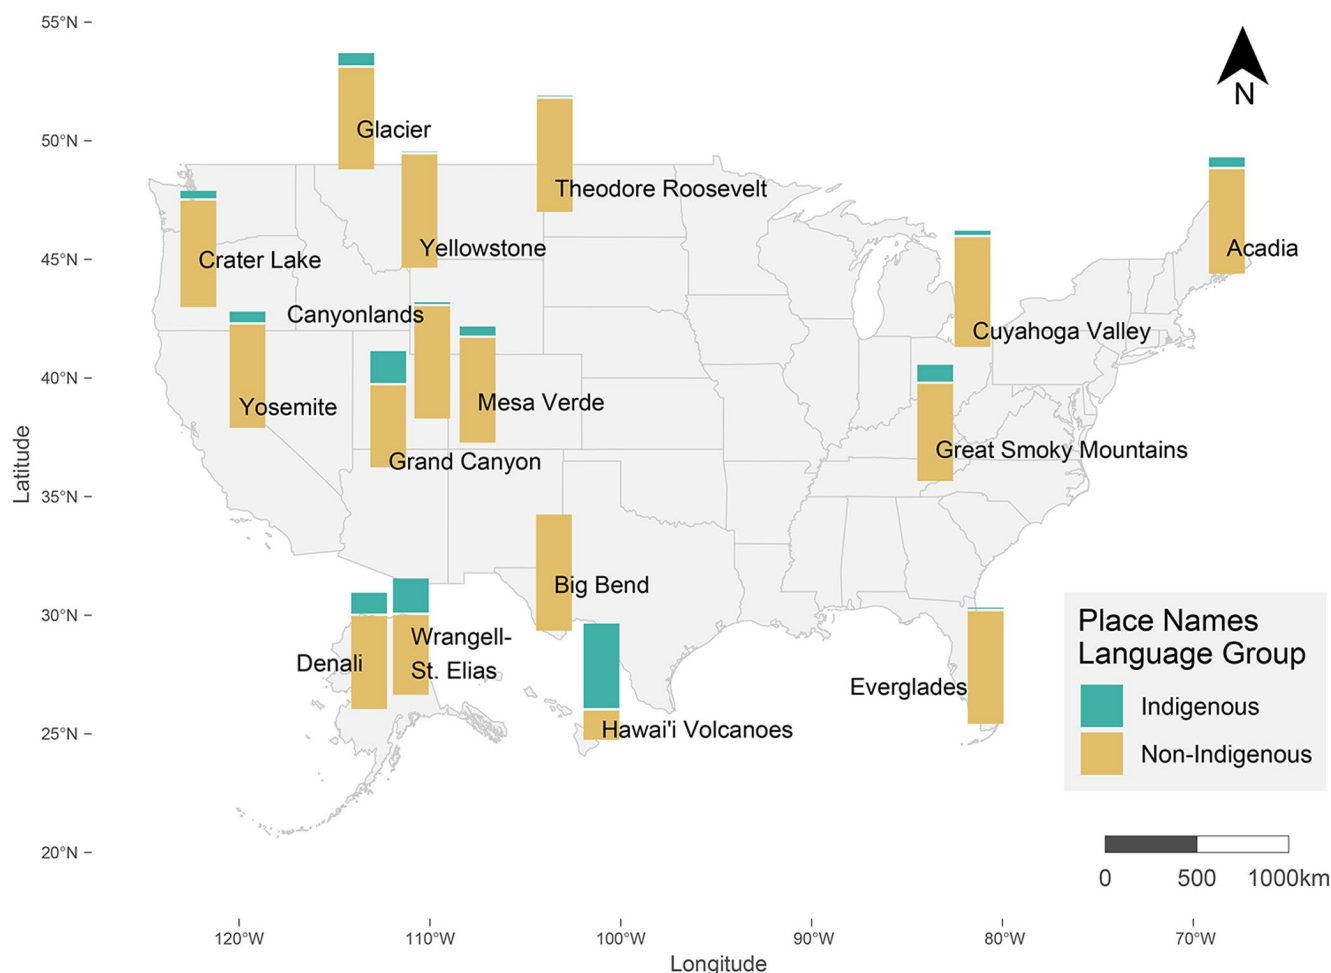 55°N
50°N
45°N
40°N
35°N
30°N
25°N
20°N
Latitude
N
Glacier
Theodore Roosevelt
Yellowstone
Crater Lake
Acadia
Canyonlands
Cuyahoga Valley
Yosemite
Mesa Verde
Grand Canyon
Great Smoky Mountains
Big Bend
Wrangell-
St. Elias
Denali
Everglades
Hawai'i Volcanoes
Place Names
Language Group
Indigenous
Non-Indigenous
0 500 1000km
120°W 110°W 100°W 90°W 80°W 70°W
Longitude